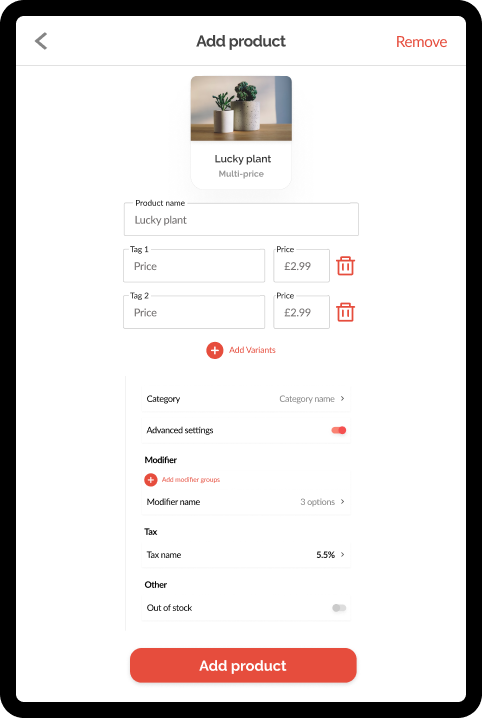 Add product
Remove
Lucky plant
Multi-price
Product name
Lucky plant
Tag 1 Price
Price £2.99
Tag 2 Price
Price £2.99
Add Variants
Category Category name
Advanced settings
Modifier
Add modifier groups
Modifier name 3 options
Tax
Tax name 5.5%
Other
Out of stock
Add product